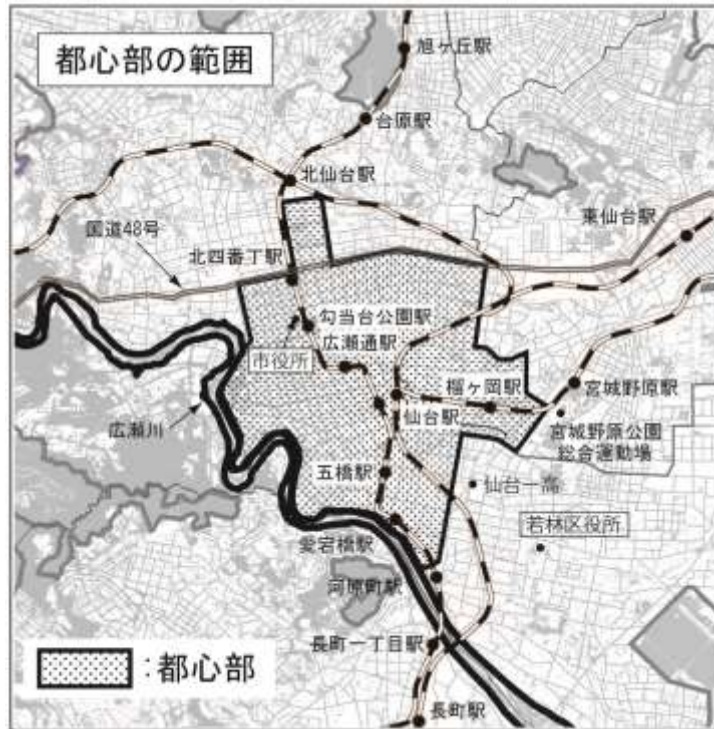 都心部の範囲
旭ヶ丘駅
台原駅
北仙台駅
東仙台駅
国道48号
北四番丁駅
勾当台公園駅
広瀬通駅
市役所
榴ヶ岡駅
宮城野原駅
広瀬川
仙台駅
宮城野原公園
総合運動場
五橋駅
仙台一高
若林区役所
愛宕橋駅
河原町駅
長町一丁目駅
:都心部
長町駅